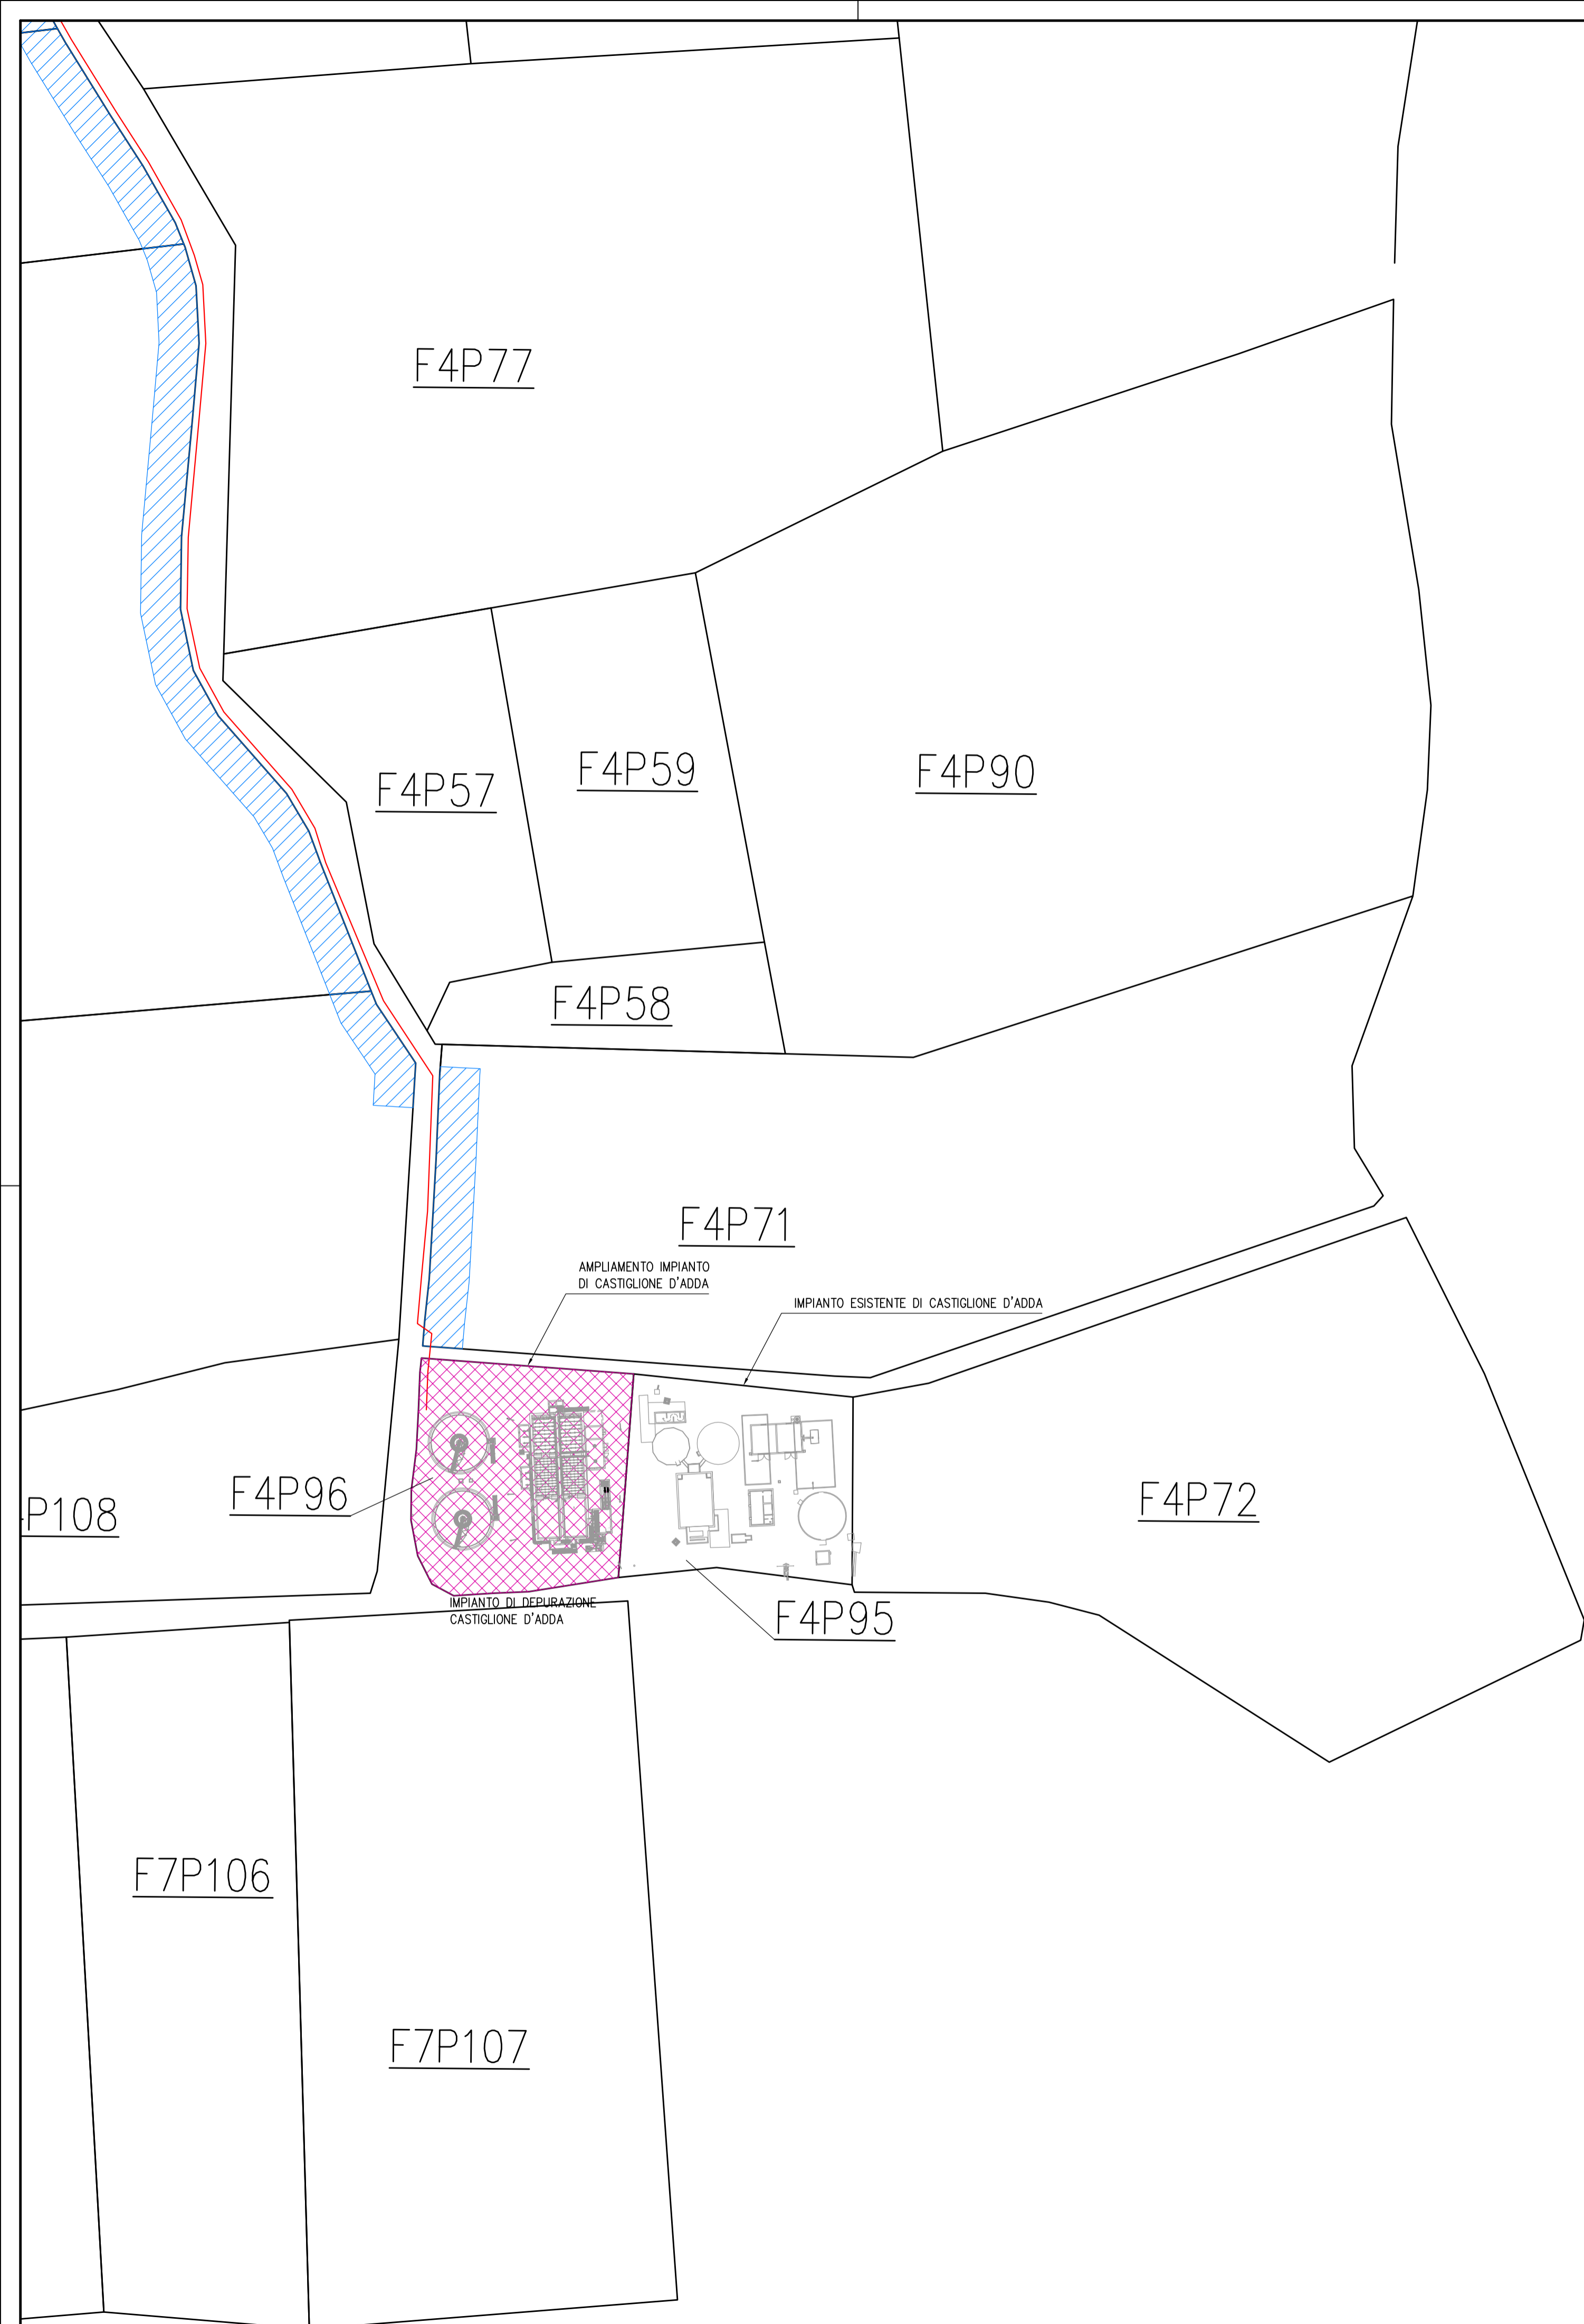 F4P77
F4P57
F4P59
F4P90
F4P58
F4P71
AMPLIAMENTO IMPIANTO
DI CASTIGLIONE D'ADDA
IMPIANTO ESISTENTE DI CASTIGLIONE D'ADDA
P108
F4P96
F4P72
IMPIANTO DI DEPURAZIONE
CASTIGLIONE D'ADDA
F4P95
F7P106
F7P107